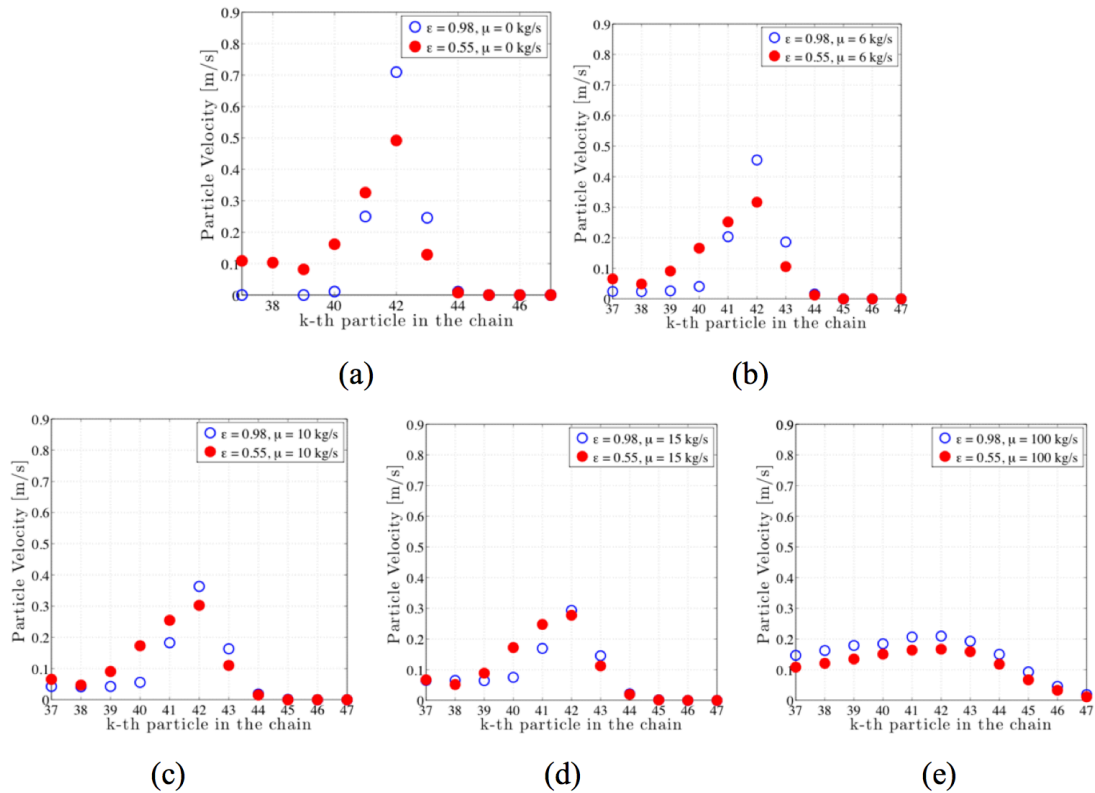 0.9
0.8
0.7
0.6
0.5
0.4
0.3
0.2
0.1
0
Particle Velocity [m/s]
ε = 0.98, μ = 0 kg/s
ε = 0.55, μ = 0 kg/s
38 40 42 44 46
k-th particle in the chain
(a)
0.9
0.8
0.7
0.6
0.5
0.4
0.3
0.2
0.1
0
Particle Velocity [m/s]
ε = 0.98, μ = 6 kg/s
ε = 0.55, μ = 6 kg/s
37 38 39 40 41 42 43 44 45 46 47
k-th particle in the chain
(b)
0.9
0.8
0.7
0.6
0.5
0.4
0.3
0.2
0.1
0
Particle Velocity [m/s]
ε = 0.98, μ = 10 kg/s
ε = 0.55, μ = 10 kg/s
37 38 39 40 41 42 43 44 45 46 47
k-th particle in the chain
(c)
0.9
0.8
0.7
0.6
0.5
0.4
0.3
0.2
0.1
0
Particle Velocity [m/s]
ε = 0.98, μ = 15 kg/s
ε = 0.55, μ = 15 kg/s
37 38 39 40 41 42 43 44 45 46 47
k-th particle in the chain
(d)
0.9
0.8
0.7
0.6
0.5
0.4
0.3
0.2
0.1
0
Particle Velocity [m/s]
ε = 0.98, μ = 100 kg/s
ε = 0.55, μ = 100 kg/s
37 38 39 40 41 42 43 44 45 46 47
k-th particle in the chain
(e)